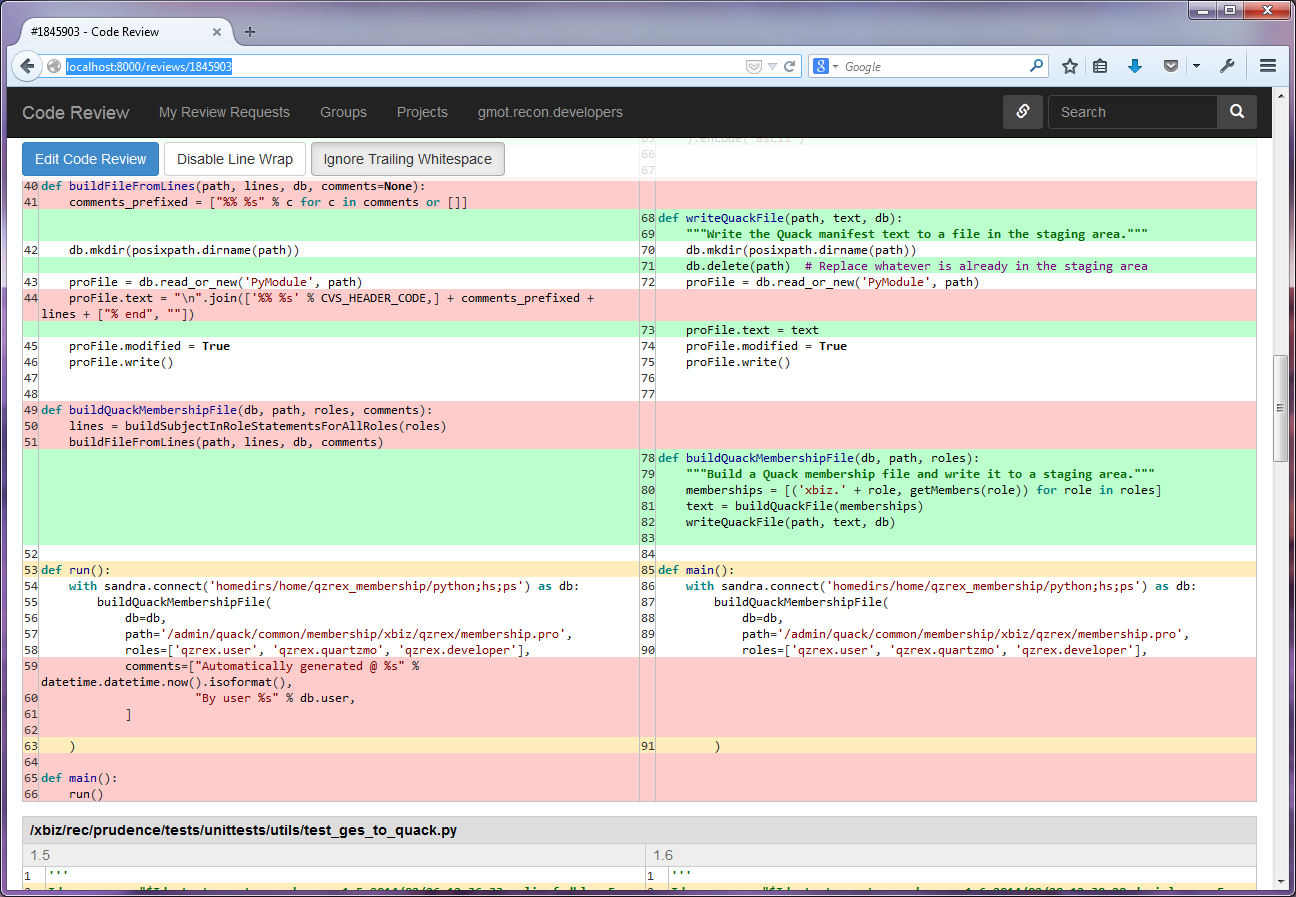 #1845903 - Code Review
localhost:8000/reviews/1845903
Google
Code Review My Review Requests Groups Projects gmot.recon.developers Search
Edit Code Review Disable Line Wrap Ignore Trailing Whitespace
65 ).encode('ascii')
66
67
40 def buildFileFromLines(path, lines, db, comments=None):
41 comments_prefixed = ["%% %s" % c for c in comments or []]
68 def writeQuackFile(path, text, db):
69 """Write the Quack manifest text to a file in the staging area."""
42 db.mkdir(posixpath.dirname(path)) 70 db.mkdir(posixpath.dirname(path))
71 db.delete(path) # Replace whatever is already in the staging area
43 proFile = db.read_or_new('PyModule', path) 72 proFile = db.read_or_new('PyModule', path)
44 proFile.text = "\n".join(['%% %s' % CVS_HEADER_CODE,] + comments_prefixed +
lines + ["% end", ""])
73 proFile.text = text
45 proFile.modified = True 74 proFile.modified = True
46 proFile.write() 75 proFile.write()
47 76
48 77
49 def buildQuackMembershipFile(db, path, roles, comments):
50 lines = buildSubjectInRoleStatementsForAllRoles(roles)
51 buildFileFromLines(path, lines, db, comments)
78 def buildQuackMembershipFile(db, path, roles):
79 """Build a Quack membership file and write it to a staging area."""
80 memberships = [('xbiz.' + role, getMembers(role)) for role in roles]
81 text = buildQuackFile(memberships)
82 writeQuackFile(path, text, db)
83
52 84
53 def run(): 85 def main():
54 with sandra.connect('homedirs/home/qzrex_membership/python;hs;ps') as db: 86 with sandra.connect('homedirs/home/qzrex_membership/python;hs;ps') as db:
55 buildQuackMembershipFile( 87 buildQuackMembershipFile(
56 db=db, 88 db=db,
57 path='/admin/quack/common/membership/xbiz/qzrex/membership.pro', 89 path='/admin/quack/common/membership/xbiz/qzrex/membership.pro',
58 roles=['qzrex.user', 'qzrex.quartzmo', 'qzrex.developer'], 90 roles=['qzrex.user', 'qzrex.quartzmo', 'qzrex.developer'],
59 comments=["Automatically generated @ %s" %
datetime.datetime.now().isoformat(),
60 "By user %s" % db.user,
61 ]
62
63 ) 91 )
64
65 def main():
66 run()
/xbiz/rec/prudence/tests/unittests/utils/test_ges_to_quack.py
1.5 1.6
1 ''' 1 '''